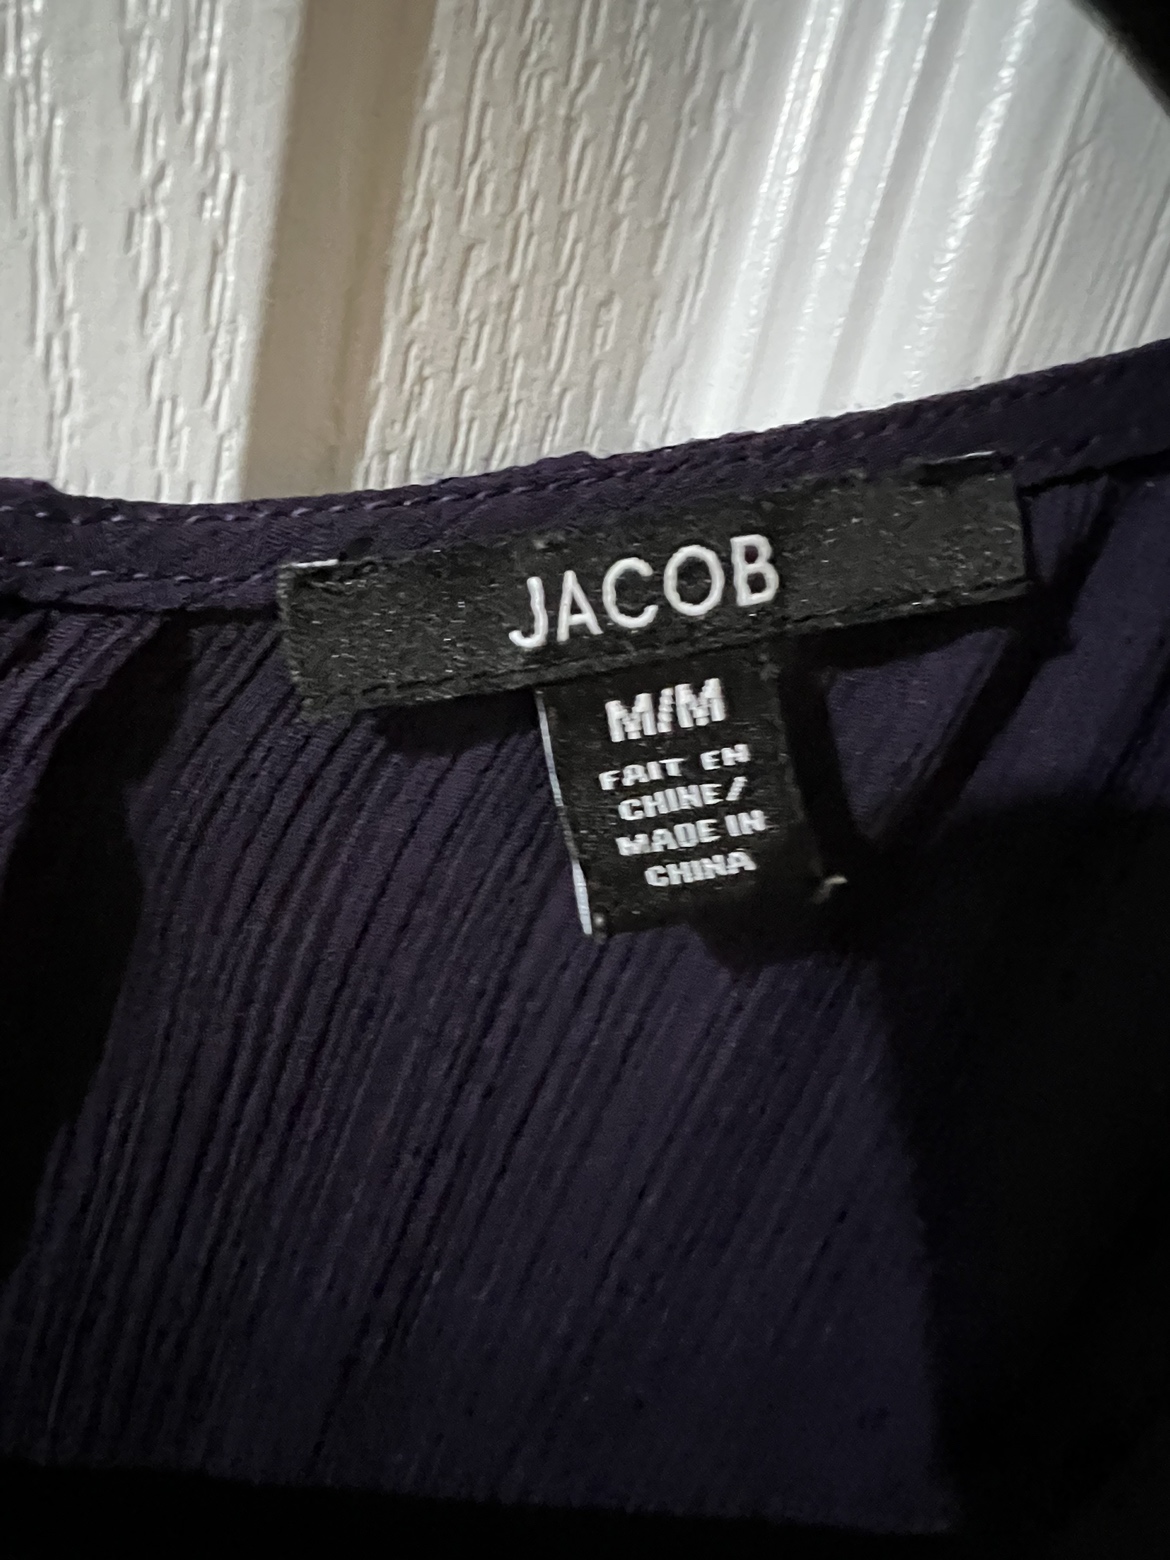 JACOB
M/M
FAIT EN
CHINE/
MADE IN
CHINA